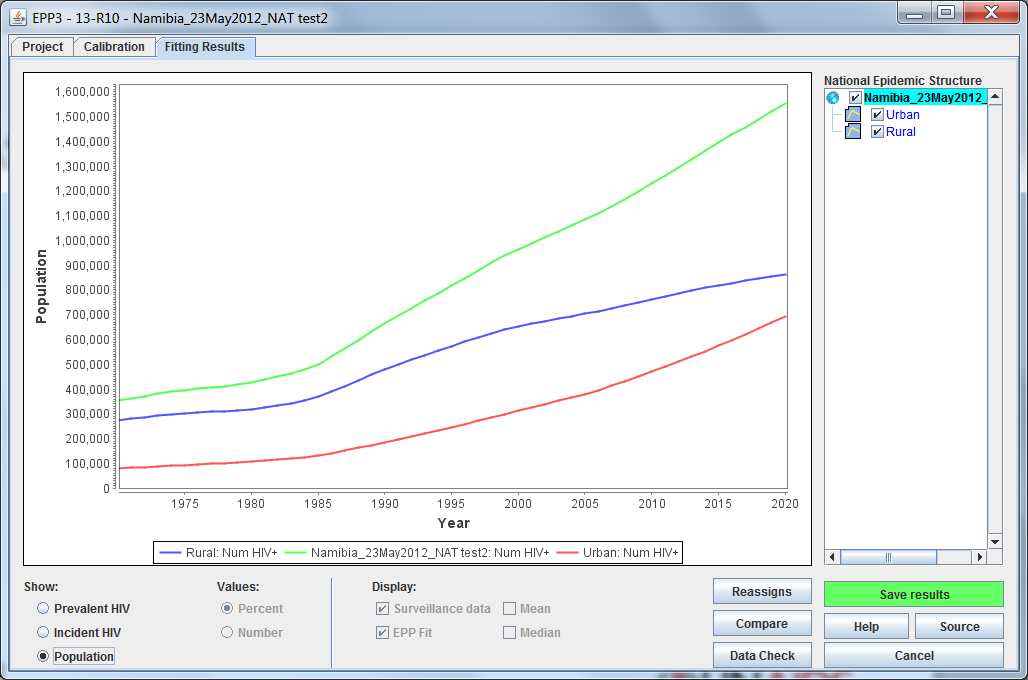 EPP3 - 13-R10 - Namibia_23May2012_NAT test2
Project Calibration Fitting Results
National Epidemic Structure
Namibia_23May2012_
Urban
Rural
Population
1,600,000
1,500,000
1,400,000
1,300,000
1,200,000
1,100,000
1,000,000
900,000
800,000
700,000
600,000
500,000
400,000
300,000
200,000
100,000
0
1975 1980 1985 1990 1995 2000 2005 2010 2015 2020
Year
Rural: Num HIV+ Namibia_23May2012_NAT test2: Num HIV+ Urban: Num HIV+
Show:
Prevalent HIV
Incident HIV
Population
Values:
Percent
Number
Display:
Surveillance data Mean
EPP Fit Median
Reassigns
Compare
Data Check
Save results
Help Source
Cancel